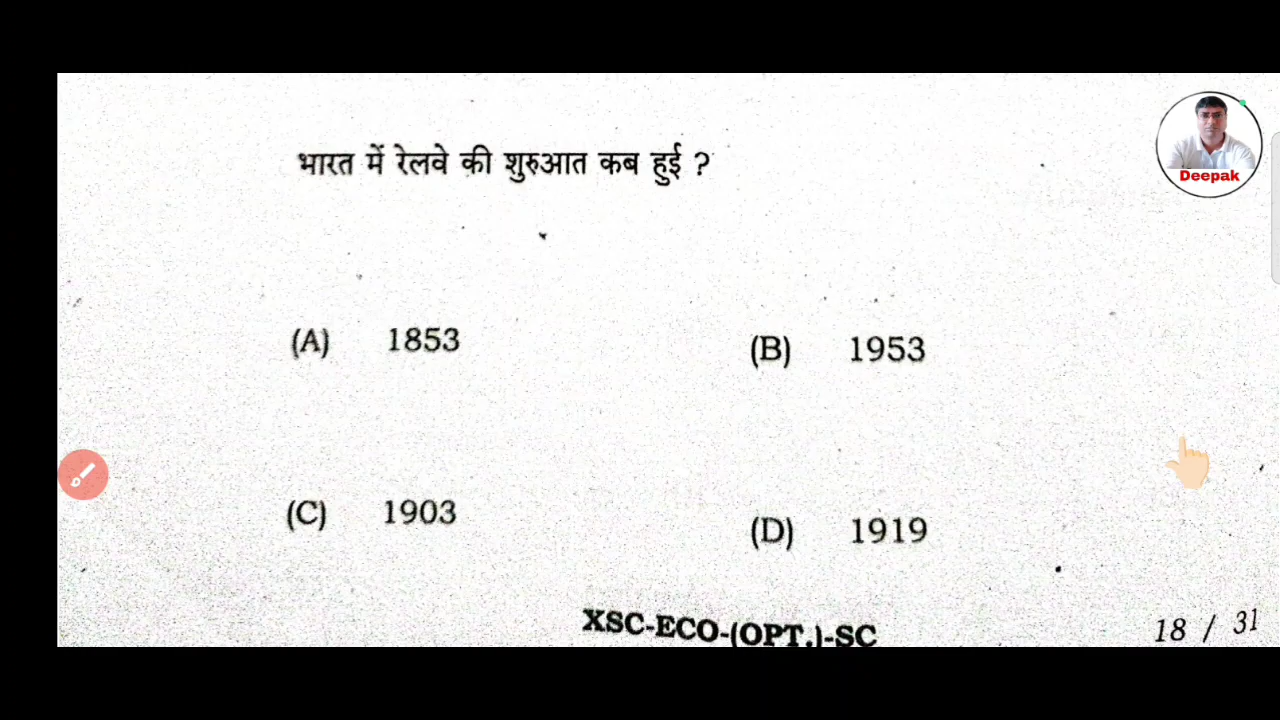 Deepak
भारत में रेलवे की शुरुआत कब हुई ?
(A) 1853
(B) 1953
(C) 1903
(D) 1919
XSC-ECO-(OPT.)-SC
18 / 31